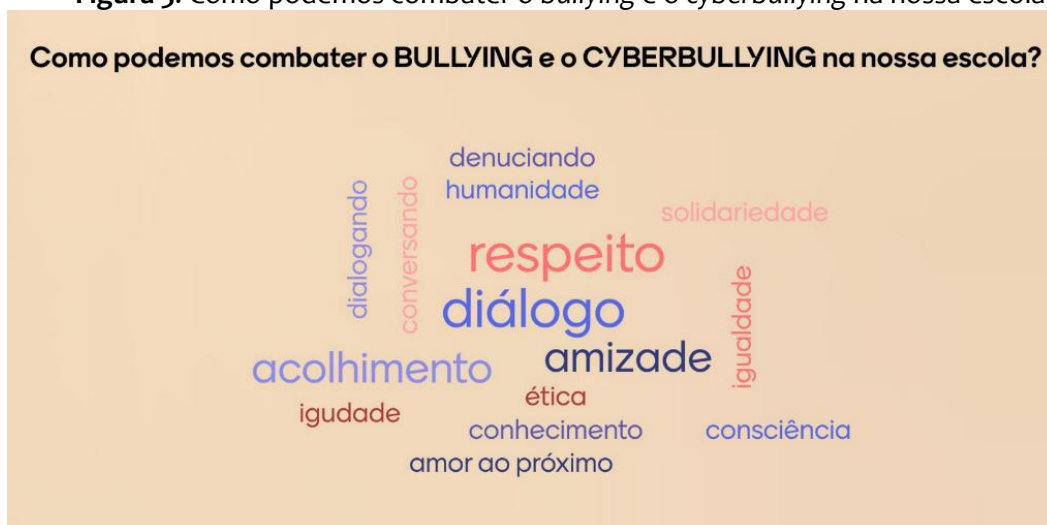 Figura 5. Como podemos combater o bullying e o cyberbullying na nossa escola
Como podemos combater o BULLYING e o CYBERBULLYING na nossa escola?
denuciando
humanidade
dialogando
conversando
solidariedade
respeito
diálogo
igualdade
amizade
acolhimento
ética
igudade
conhecimento
consciência
amor ao próximo